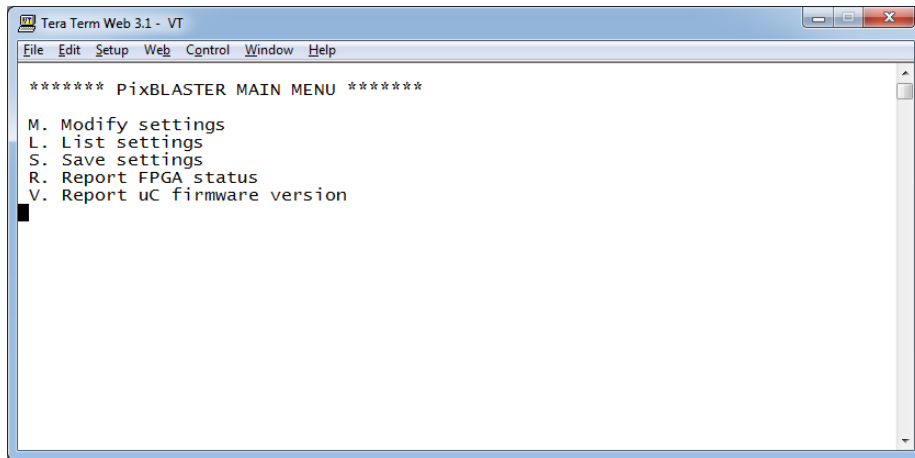 Tera Term Web 3.1 - VT
File Edit Setup Web Control Window Help
******* PixBLASTER MAIN MENU *******
M. Modify settings
L. List settings
S. Save settings
R. Report FPGA status
V. Report uC firmware version